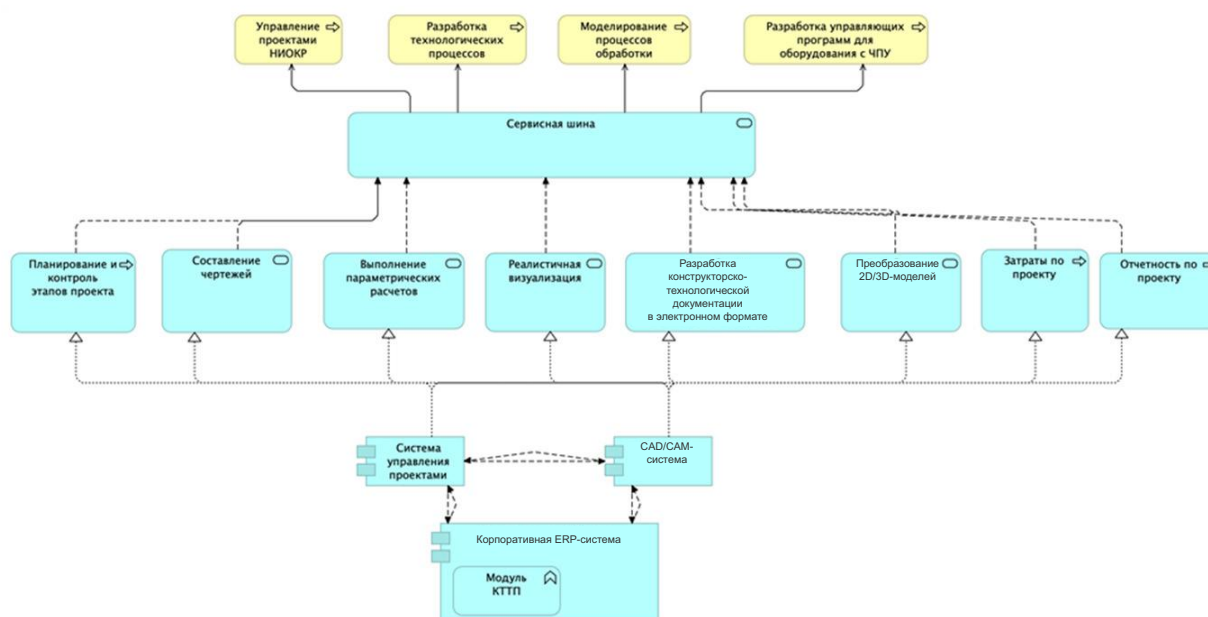 Управление
проектами
НИОКР
Разработка
технологических
процессов
Моделирование
процессов
обработки
Разработка управляющих
программ для
оборудования с ЧПУ
Сервисная шина
Планирование и
контроль
этапов проекта
Составление
чертежей
Выполнение
параметрических
расчетов
Реалистичная
визуализация
Разработка
конструкторско-
технологической
документации
в электронном формате
Преобразование
2D/3D-моделей
Затраты по
проекту
Отчетность по
проекту
Система
управления
проектами
CAD/CAM-
система
Корпоративная ERP-система
Модуль
КТТП